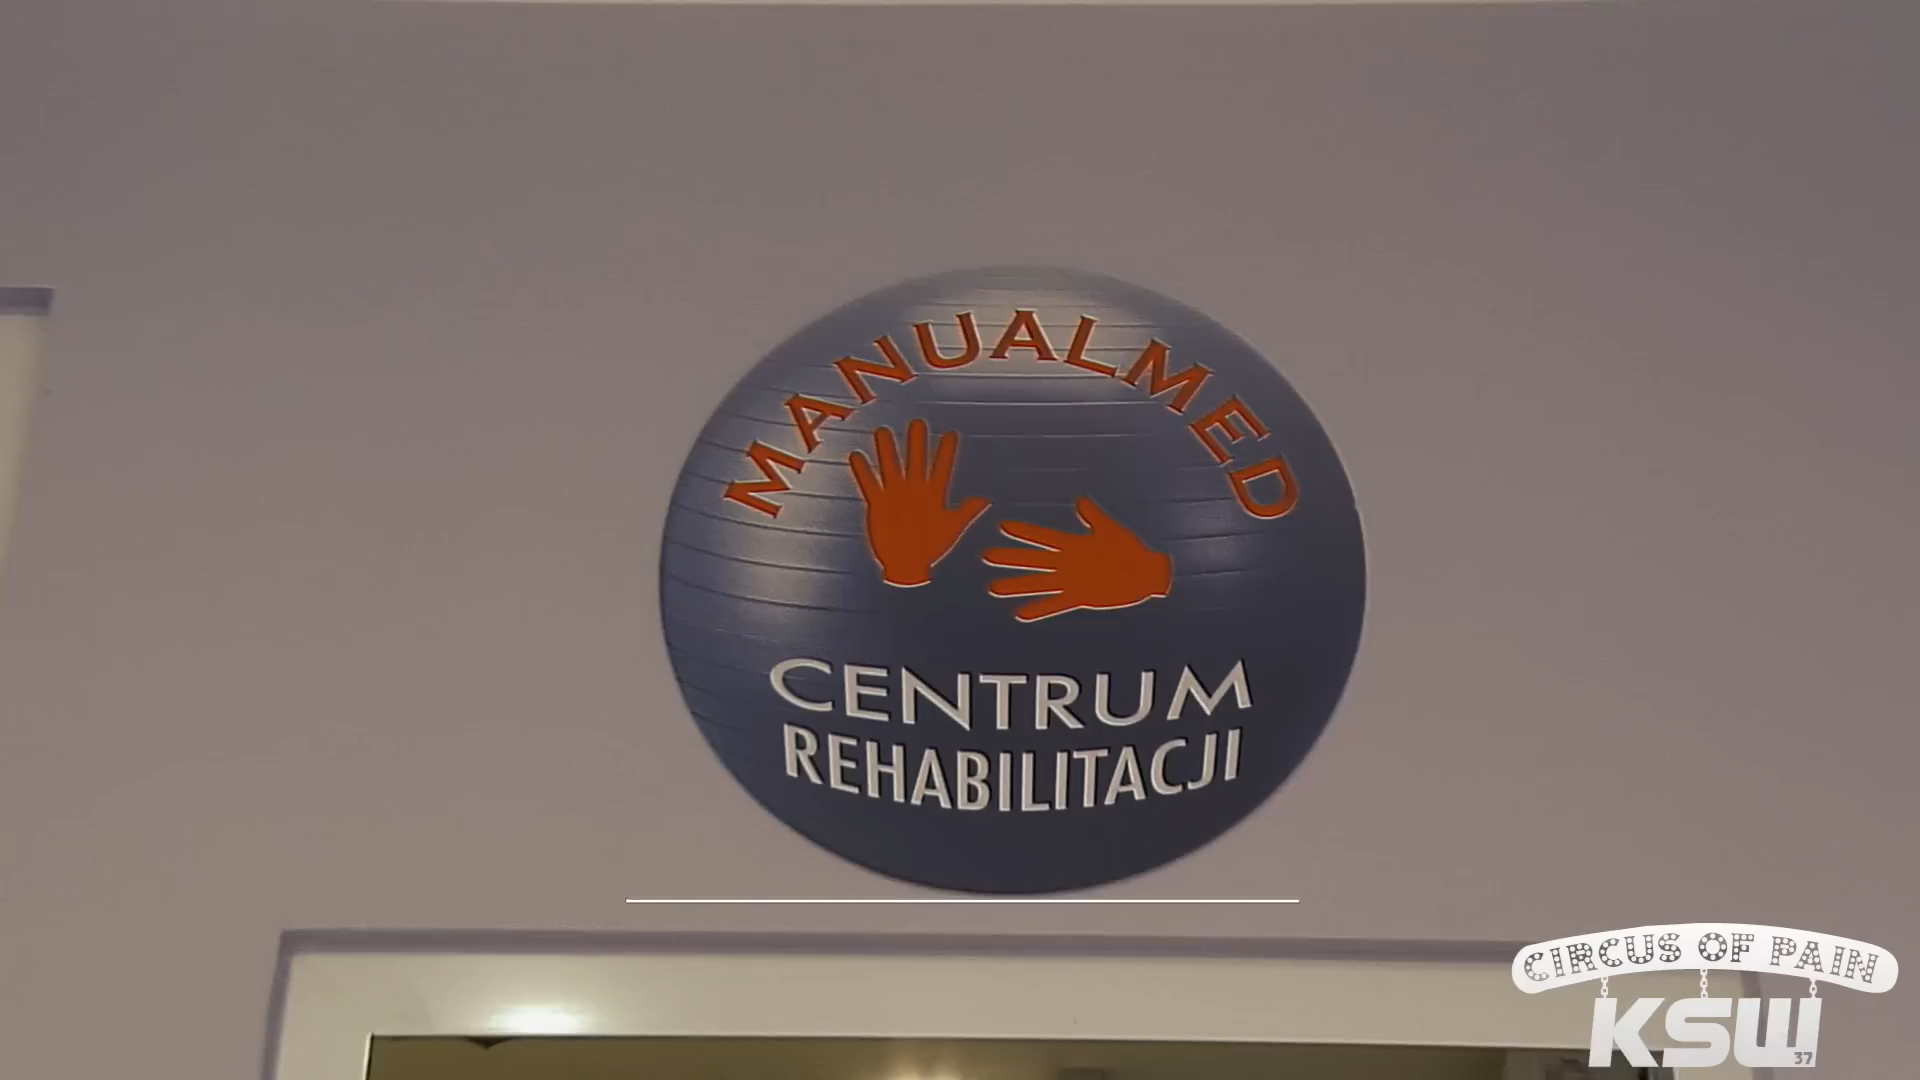 MANUALMED
CENTRUM
REHABILITACJI
CIRCUS OF PAIN
KSW
37